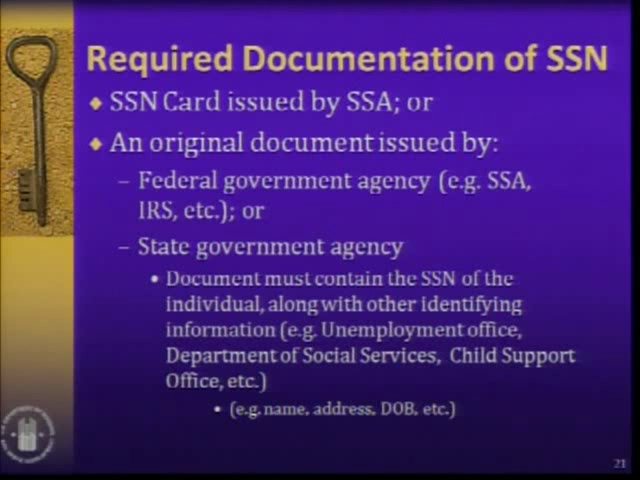 Required Documentation of SSN
◆ SSN Card issued by SSA; or
◆ An original document issued by:
– Federal government agency (e.g. SSA,
IRS, etc.); or
– State government agency
• Document must contain the SSN of the
individual, along with other identifying
information (e.g. Unemployment office,
Department of Social Services, Child Support
Office, etc.)
• (e.g. name, address, DOB, etc.)
21